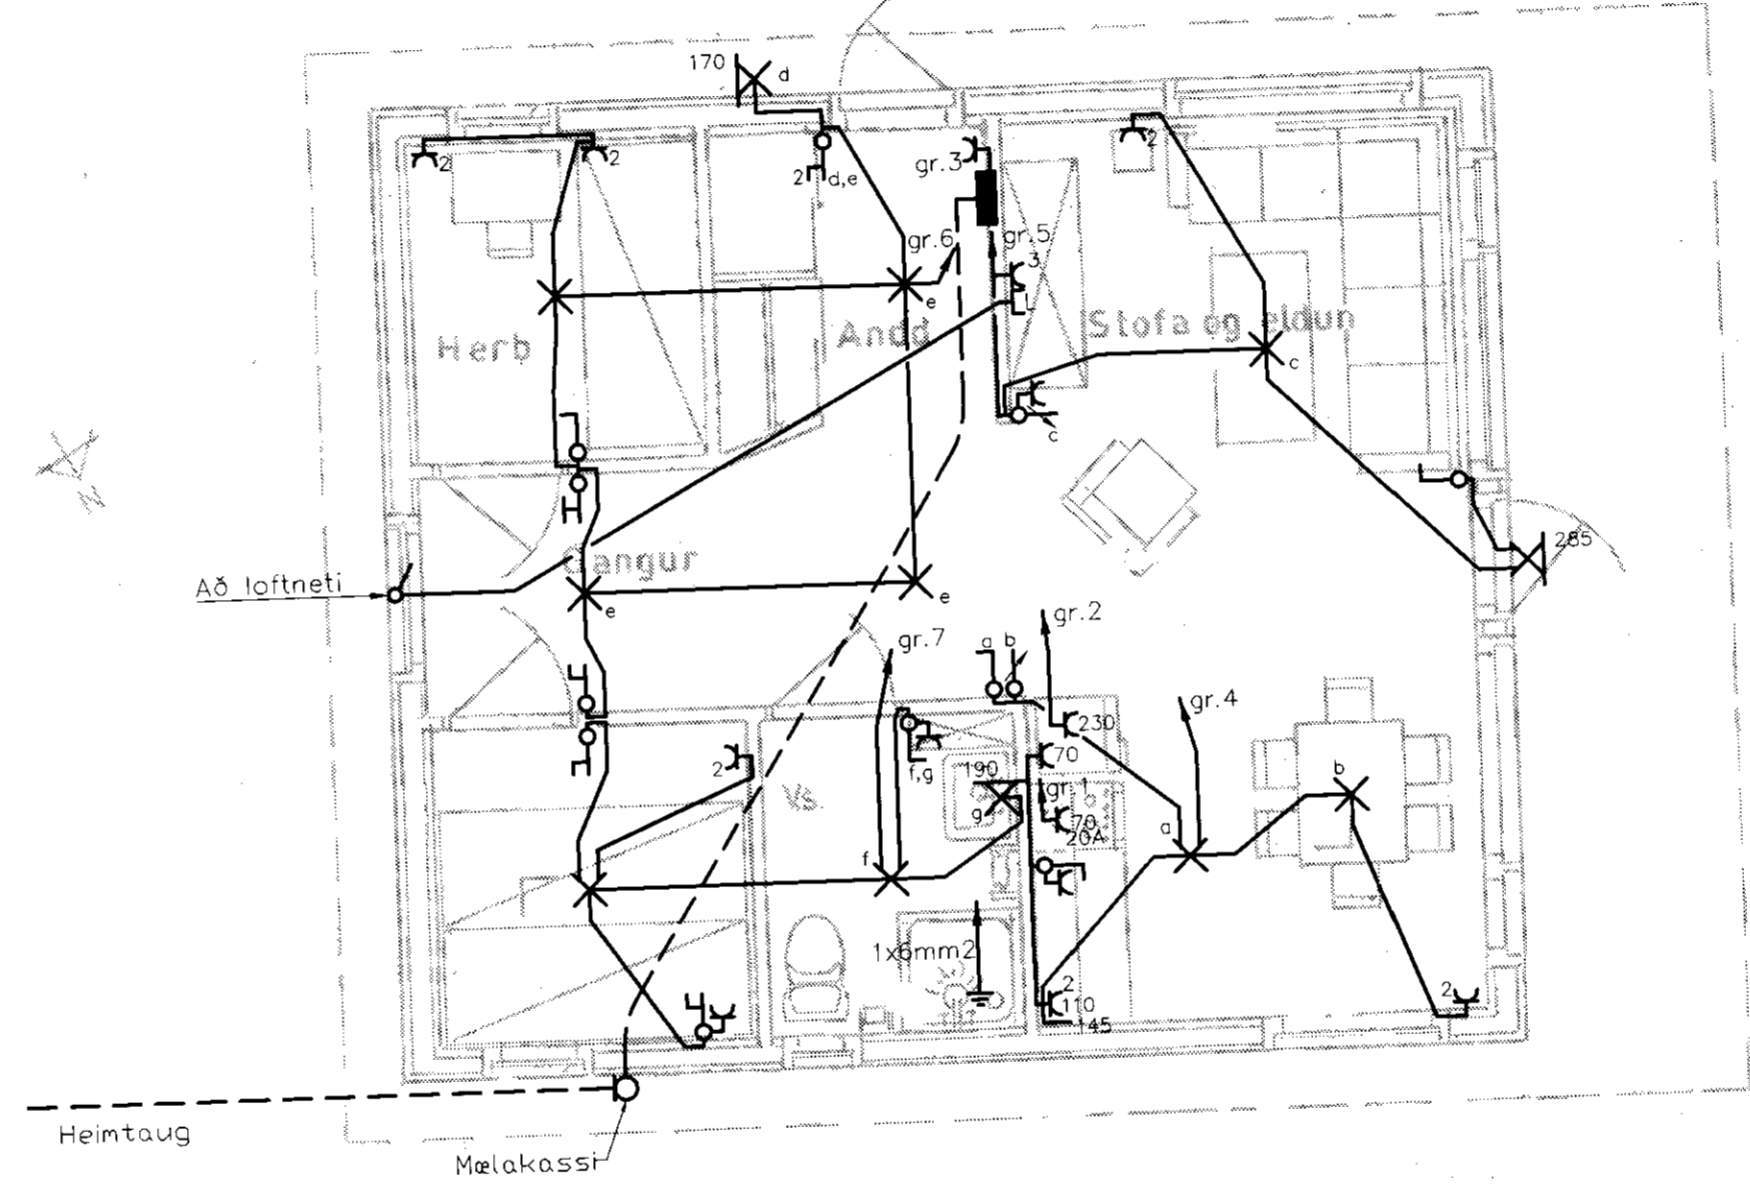 170
d
2
2
2
d,e
gr.3
2
gr.6
gr.5
3
e
Herb
Andd
Stofa og eldun
c
c
N
Gangur
285
Að loftneti
e
e
gr.7
a
b
gr.2
gr.4
230
2
f,g
70
190
Vs.
gr.1
g
70
20A
b
a
f
1x6mm2
2
110
145
2
Heimtaug
Mælakassi